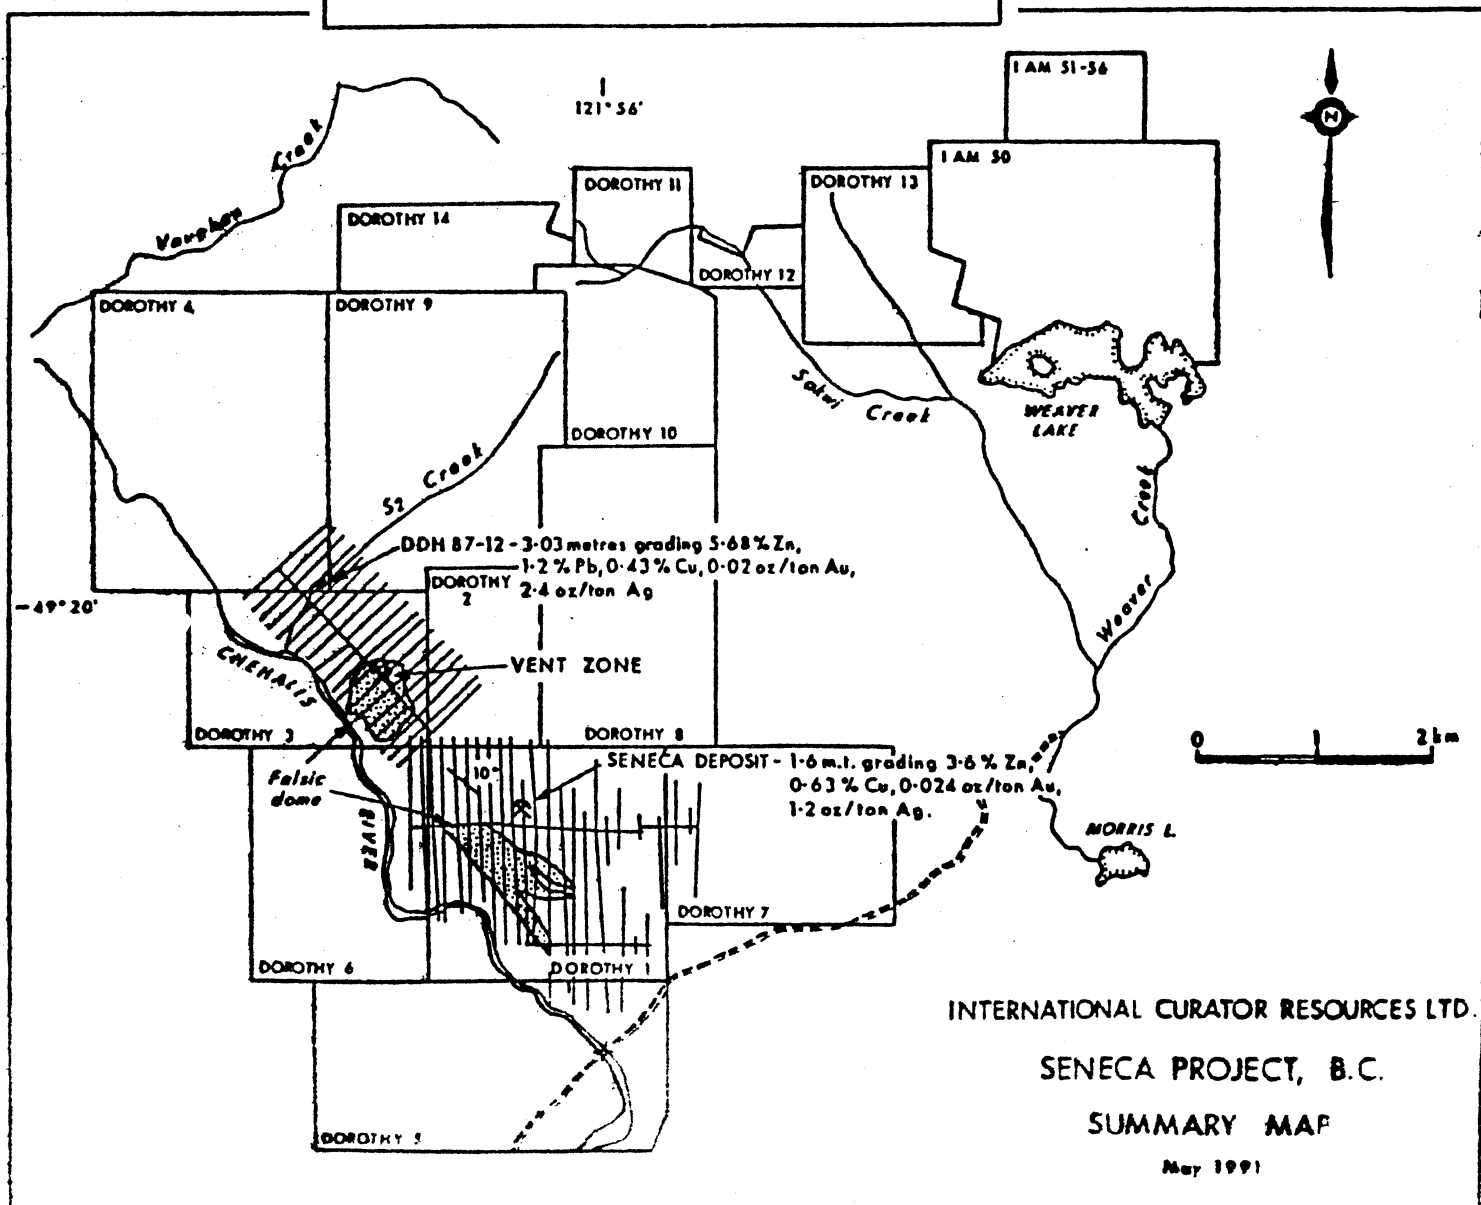 I AM 51-56
121° 56'
N
I AM 50
Creek
Vaughan
DOROTHY 11
DOROTHY 13
DOROTHY 14
DOROTHY 12
DOROTHY 4
DOROTHY 9
Sakwi
Creek
WEAVER
LAKE
DOROTHY 10
Creek
S2
Creek
DDH 87-12 - 3·03 metres grading 5·68% Zn,
1·2 % Pb, 0·43% Cu, 0·02 oz/ton Au,
2·4 oz/ton Ag
DOROTHY
2
49° 20'
Weaver
CHEHALIS
VENT ZONE
DOROTHY 3
DOROTHY 8
0 1 2 km
SENECA DEPOSIT - 1·6 m.t. grading 3·6 % Zn,
0·63 % Cu, 0·024 oz/ton Au,
1·2 oz/ton Ag.
10°
Falsic
dome
RIVER
MORRIS L.
DOROTHY 7
DOROTHY 6
DOROTHY 1
INTERNATIONAL CURATOR RESOURCES LTD.
SENECA PROJECT, B.C.
SUMMARY MAP
May 1991
DOROTHY 5